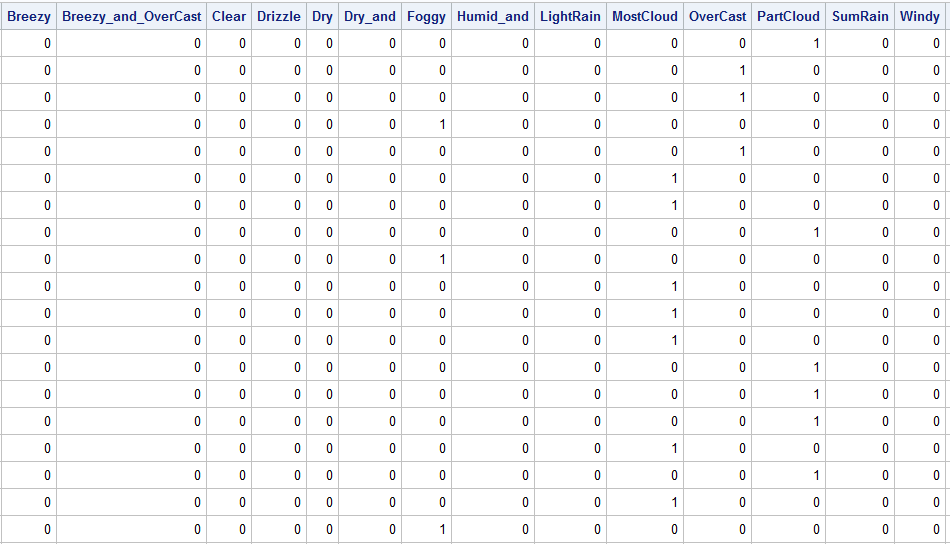 Breezy Breezy_and_OverCast Clear Drizzle Dry Dry_and Foggy Humid_and LightRain MostCloud OverCast PartCloud SumRain Windy
0 0 0 0 0 0 0 0 0 0 0 1 0 0
0 0 0 0 0 0 0 0 0 0 1 0 0 0
0 0 0 0 0 0 0 0 0 0 1 0 0 0
0 0 0 0 0 0 1 0 0 0 0 0 0 0
0 0 0 0 0 0 0 0 0 0 1 0 0 0
0 0 0 0 0 0 0 0 0 1 0 0 0 0
0 0 0 0 0 0 0 0 0 1 0 0 0 0
0 0 0 0 0 0 0 0 0 0 0 1 0 0
0 0 0 0 0 0 1 0 0 0 0 0 0 0
0 0 0 0 0 0 0 0 0 1 0 0 0 0
0 0 0 0 0 0 0 0 0 1 0 0 0 0
0 0 0 0 0 0 0 0 0 1 0 0 0 0
0 0 0 0 0 0 0 0 0 0 0 1 0 0
0 0 0 0 0 0 0 0 0 0 0 1 0 0
0 0 0 0 0 0 0 0 0 0 0 1 0 0
0 0 0 0 0 0 0 0 0 1 0 0 0 0
0 0 0 0 0 0 0 0 0 0 0 1 0 0
0 0 0 0 0 0 0 0 0 1 0 0 0 0
0 0 0 0 0 0 1 0 0 0 0 0 0 0